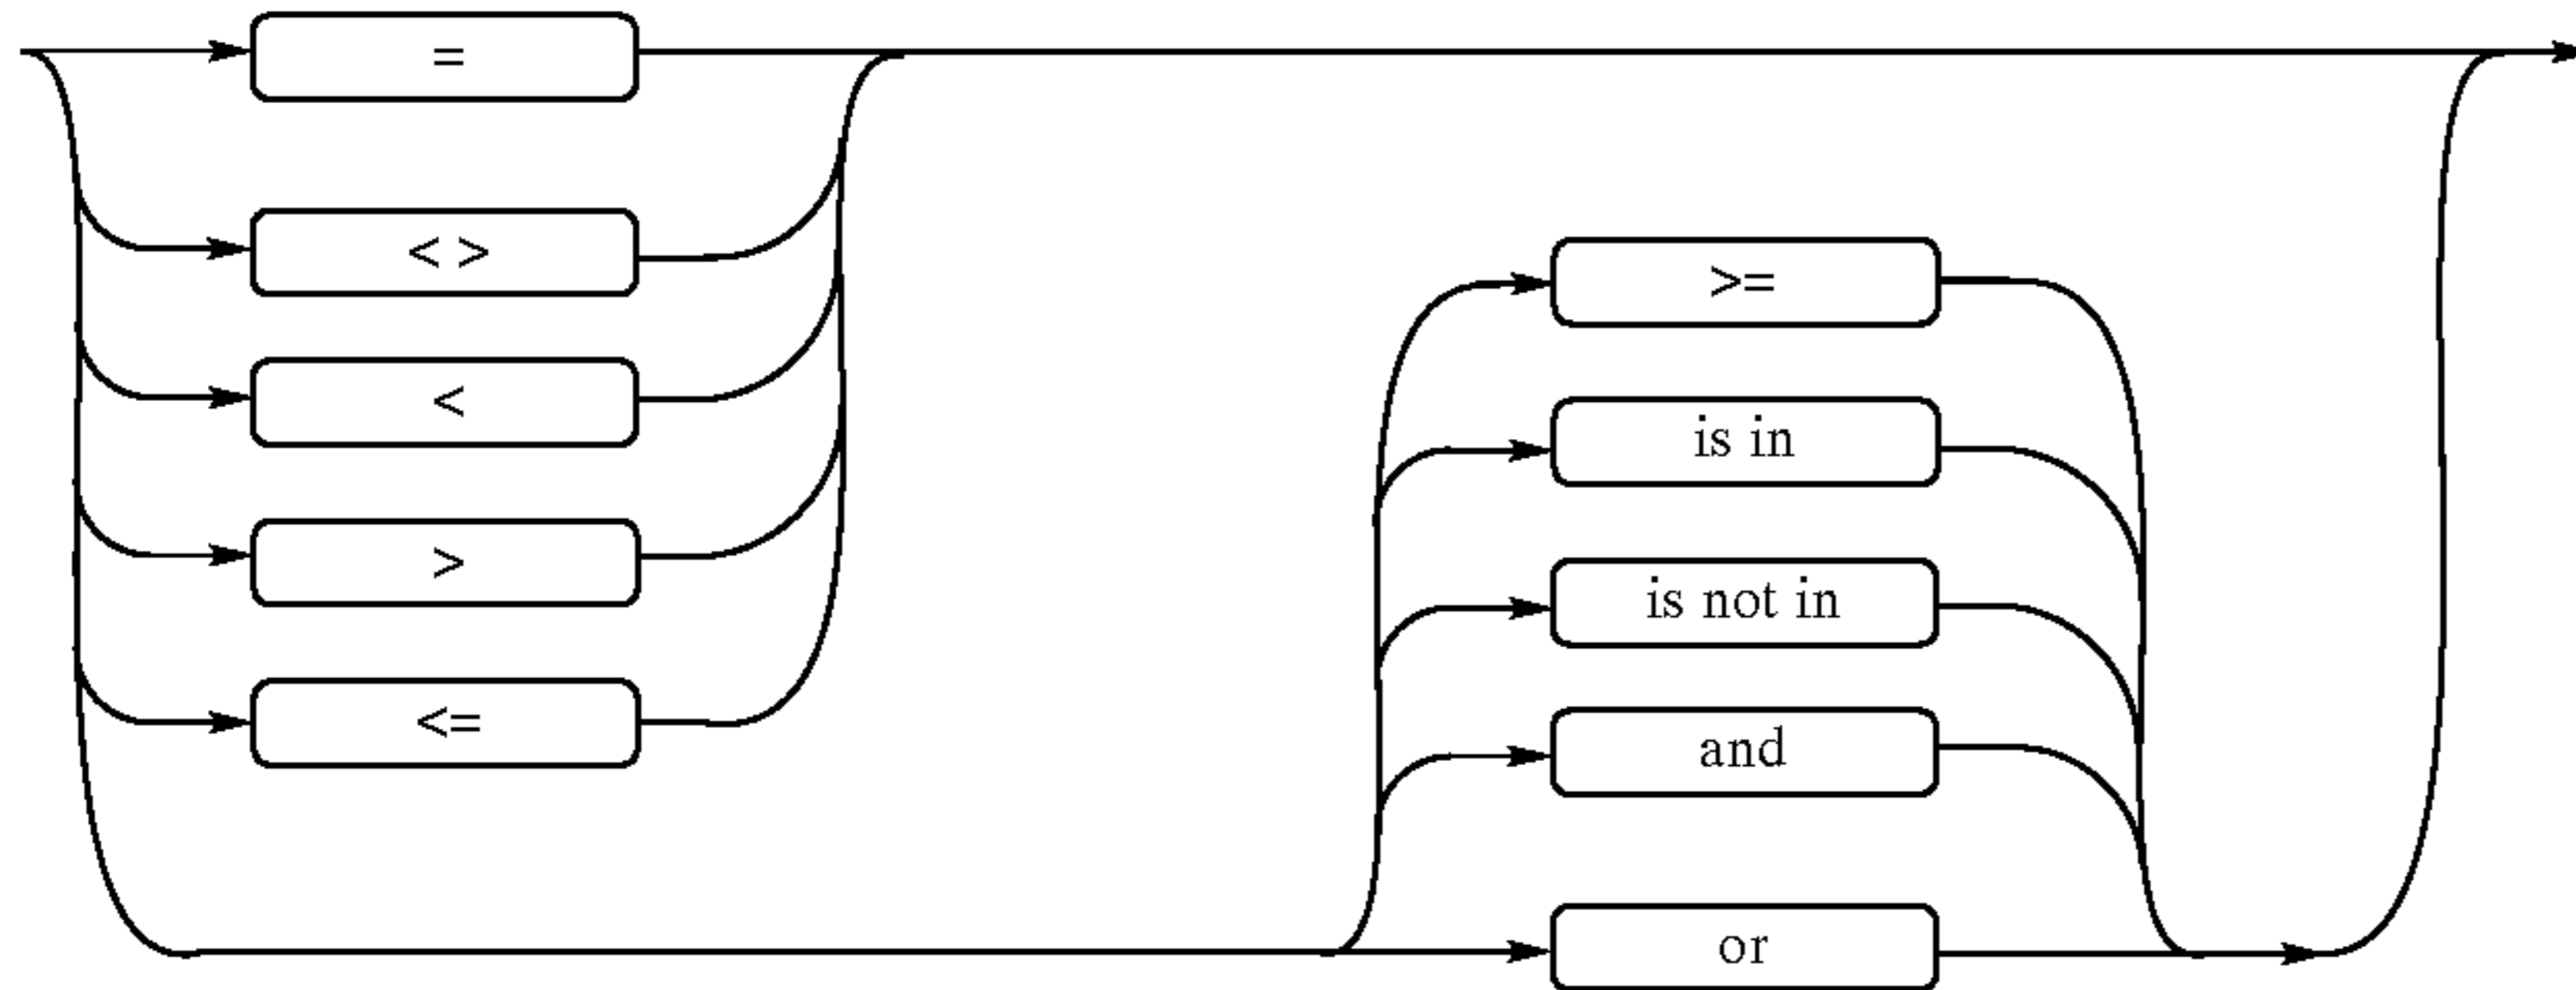 =
< >
<
>
<=
>=
is in
is not in
and
or